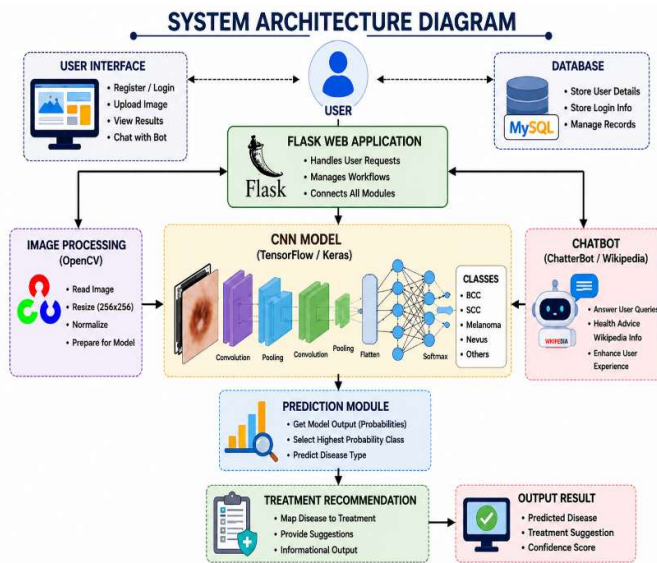 SYSTEM ARCHITECTURE DIAGRAM
USER INTERFACE
• Register / Login
• Upload Image
• View Results
• Chat with Bot
USER
DATABASE
• Store User Details
• Store Login Info
• Manage Records
MySQL
FLASK WEB APPLICATION
• Handles User Requests
• Manages Workflows
• Connects All Modules
Flask
IMAGE PROCESSING
(OpenCV)
• Read Image
• Resize (256x256)
• Normalize
• Prepare for Model
CNN MODEL
(TensorFlow / Keras)
Convolution
Pooling
Convolution
Pooling
Flatten
Softmax
CLASSES
• BCC
• SCC
• Melanoma
• Nevus
• Others
CHATBOT
(ChatterBot / Wikipedia)
WIKIPEDIA
• Answer User Queries
• Health Advice
Wikipedia Info
• Enhance User
Experience
PREDICTION MODULE
• Get Model Output (Probabilities)
• Select Highest Probability Class
• Predict Disease Type
TREATMENT RECOMMENDATION
• Map Disease to Treatment
• Provide Suggestions
• Informational Output
OUTPUT RESULT
• Predicted Disease
• Treatment Suggestion
• Confidence Score